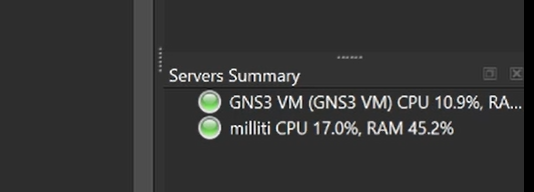 Servers Summary
GNS3 VM (GNS3 VM) CPU 10.9%, RA...
milliti CPU 17.0%, RAM 45.2%